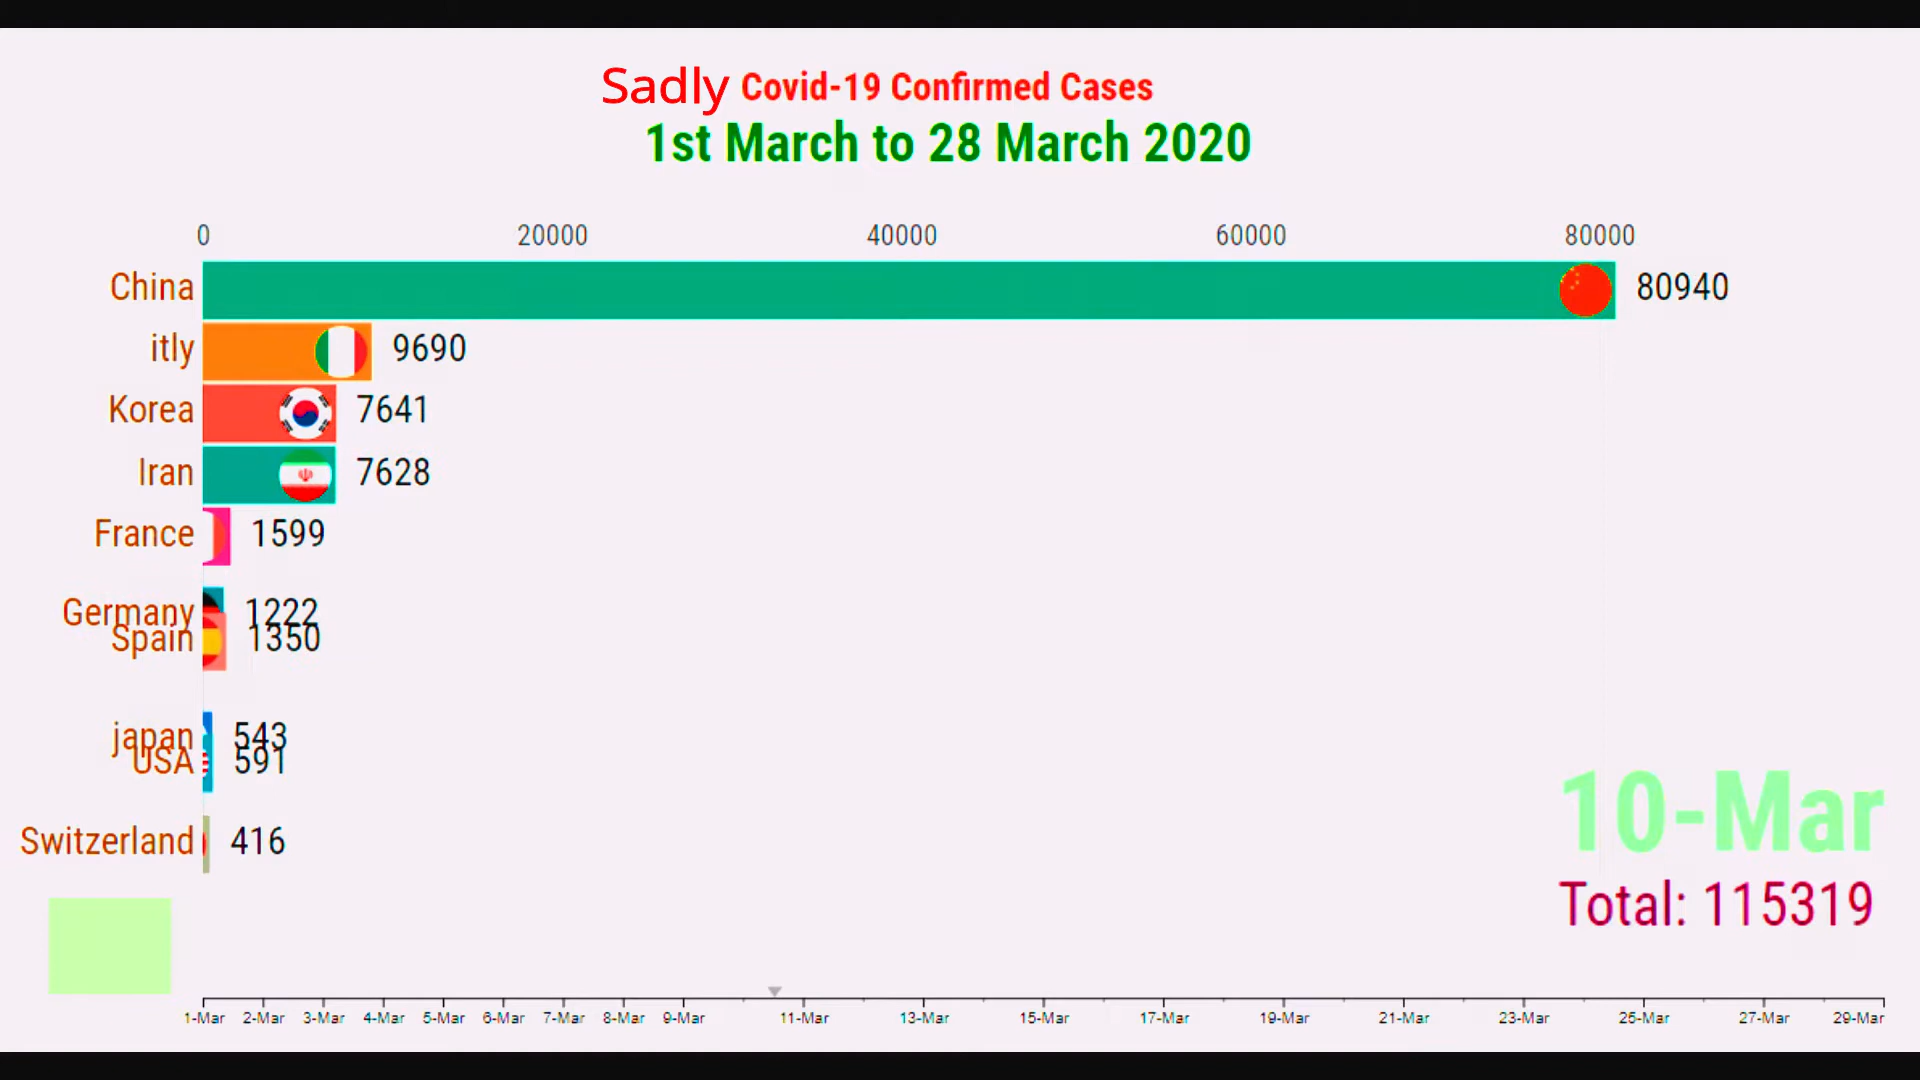 Sadly Covid-19 Confirmed Cases
1st March to 28 March 2020
0 20000 40000 60000 80000
China 80940
itly 9690
Korea 7641
Iran 7628
France 1599
Germany 1222
Spain 1350
japan 543
USA 591
Switzerland 416
10-Mar
Total: 115319
1-Mar 2-Mar 3-Mar 4-Mar 5-Mar 6-Mar 7-Mar 8-Mar 9-Mar 11-Mar 13-Mar 15-Mar 17-Mar 19-Mar 21-Mar 23-Mar 25-Mar 27-Mar 29-Mar